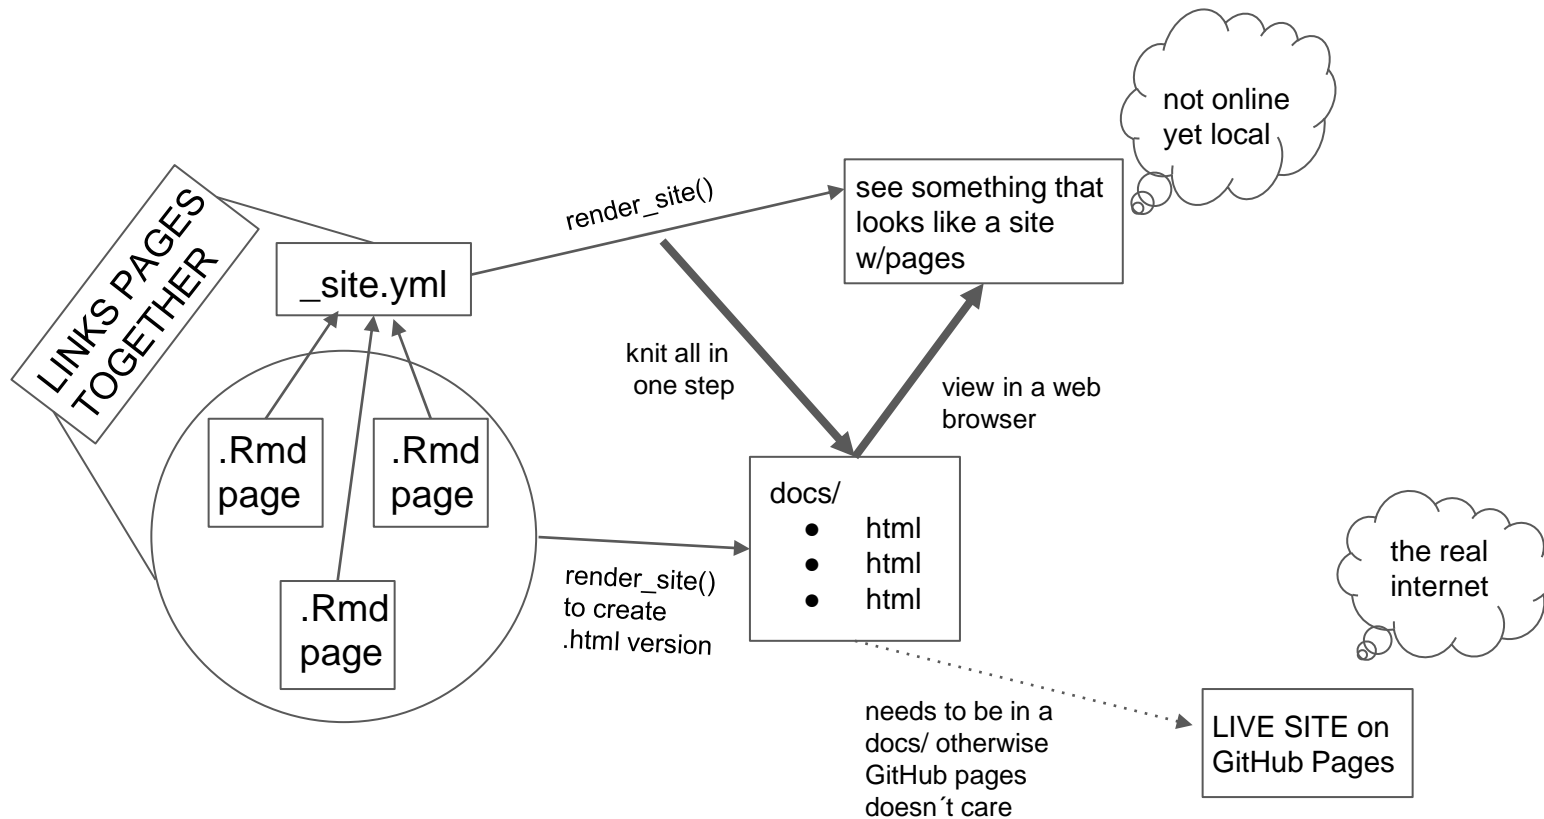 not online
yet local
LINKS PAGES
TOGETHER
render_site()
see something that
looks like a site
w/pages
_site.yml
knit all in
one step
view in a web
browser
.Rmd
page
.Rmd
page
.Rmd
page
docs/
● html
● html
● html
render_site()
to create
.html version
the real
internet
needs to be in a
docs/ otherwise
GitHub pages
doesn´t care
LIVE SITE on
GitHub Pages